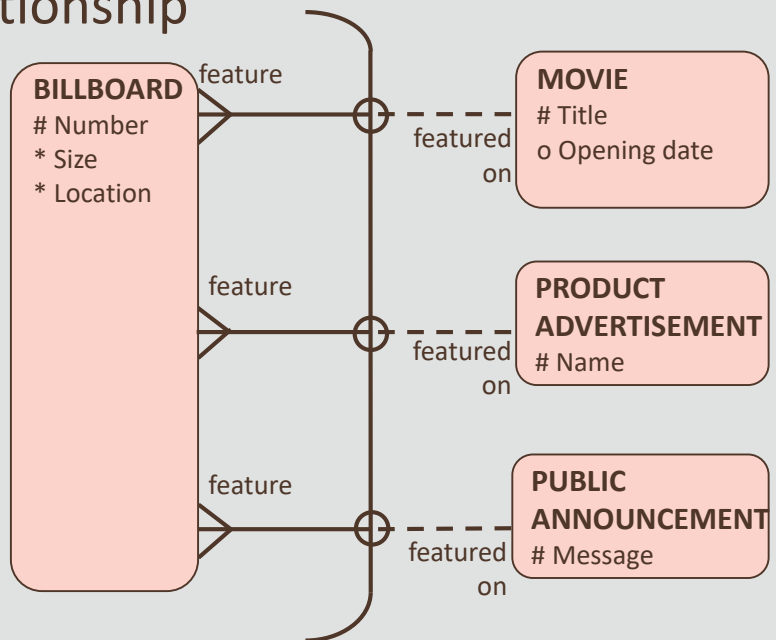 tionship
BILLBOARD
# Number
* Size
* Location
feature
featured
on
MOVIE
# Title
o Opening date
feature
featured
on
PRODUCT
ADVERTISEMENT
# Name
feature
featured
on
PUBLIC
ANNOUNCEMENT
# Message